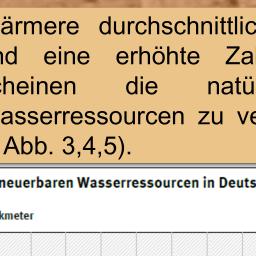 ärmere durchschnittlic
nd eine erhöhte Za
cheinen die natü
asserressourcen zu ve
Abb. 3,4,5).
neuerbaren Wasserressourcen in Deuts
kmeter